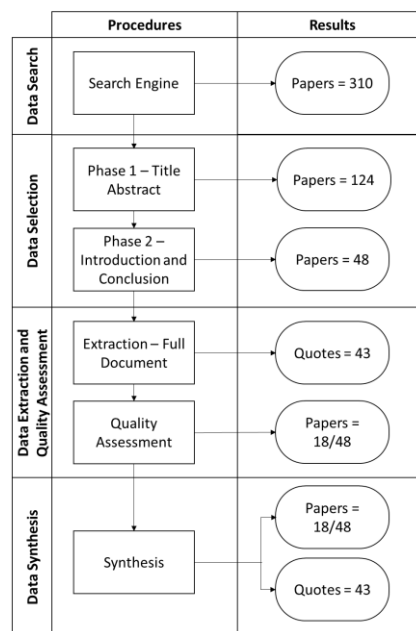 Procedures
Results
Data Search
Search Engine
Papers = 310
Data Selection
Phase 1 – Title
Abstract
Papers = 124
Phase 2 –
Introduction and
Conclusion
Papers = 48
Data Extraction and
Quality Assessment
Extraction – Full
Document
Quotes = 43
Quality
Assessment
Papers =
18/48
Data Synthesis
Synthesis
Papers =
18/48
Quotes = 43